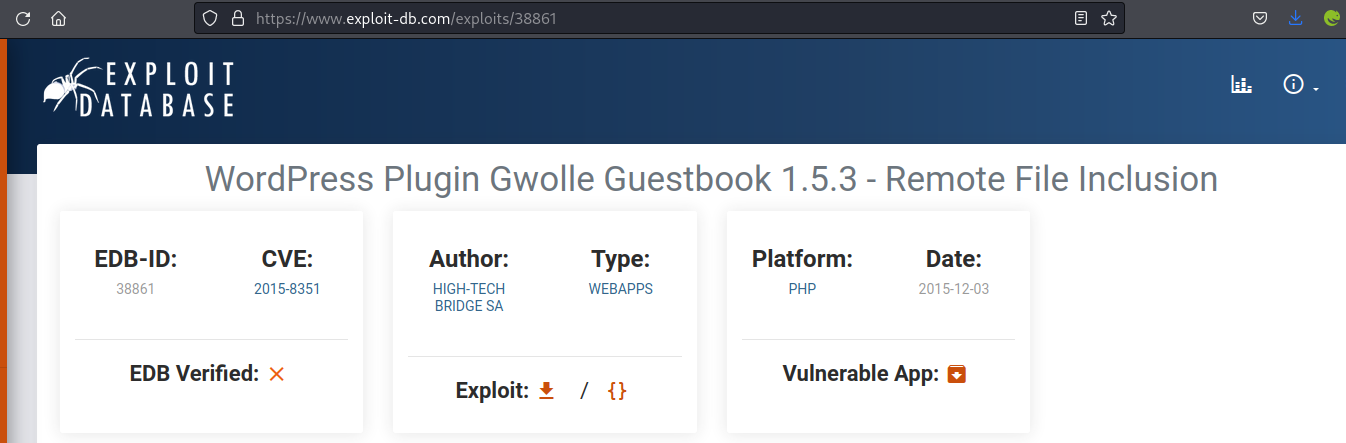 https://www.exploit-db.com/exploits/38861
EXPLOIT
DATABASE
WordPress Plugin Gwolle Guestbook 1.5.3 - Remote File Inclusion
EDB-ID:
38861
CVE:
2015-8351
EDB Verified:
Author:
HIGH-TECH
BRIDGE SA
Type:
WEBAPPS
Exploit: / {}
Platform:
PHP
Date:
2015-12-03
Vulnerable App: